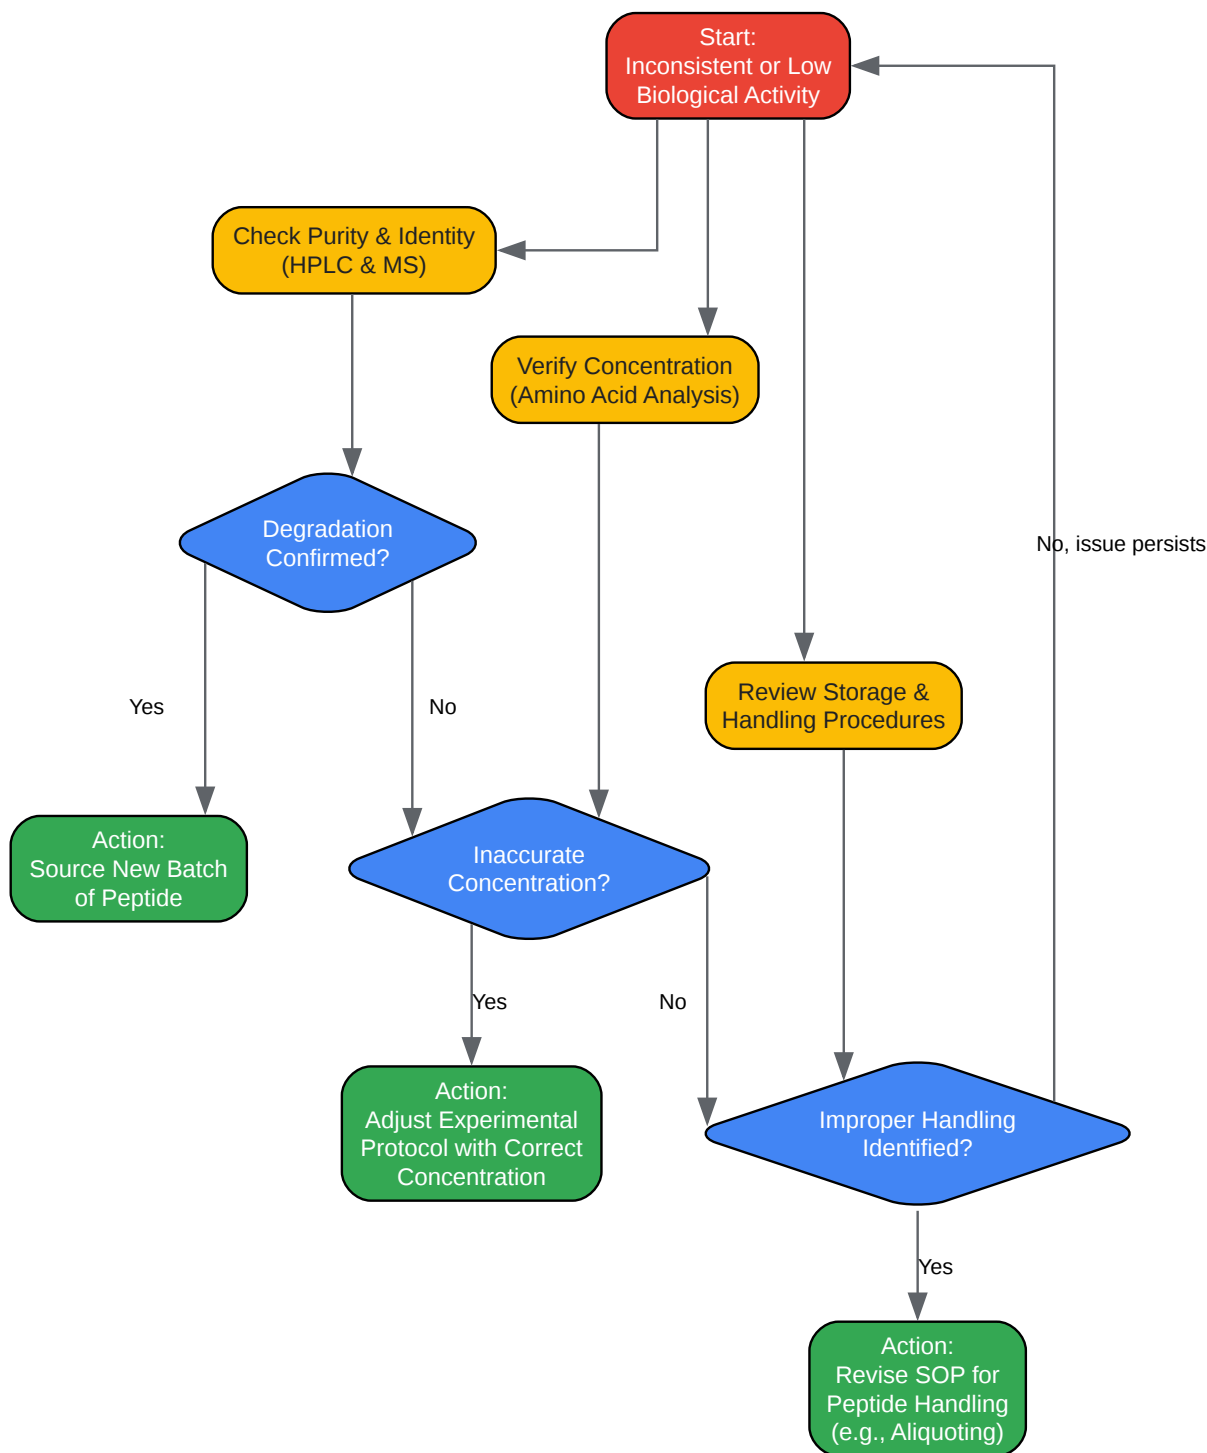 Start:
Inconsistent or Low
Biological Activity
Check Purity & Identity
(HPLC & MS)
Verify Concentration
(Amino Acid Analysis)
Degradation
Confirmed?
No, issue persists
Review Storage &
Handling Procedures
Yes
No
Action:
Source New Batch
of Peptide
Inaccurate
Concentration?
Yes
No
Action:
Adjust Experimental
Protocol with Correct
Concentration
Improper Handling
Identified?
Yes
Action:
Revise SOP for
Peptide Handling
(e.g., Aliquoting)